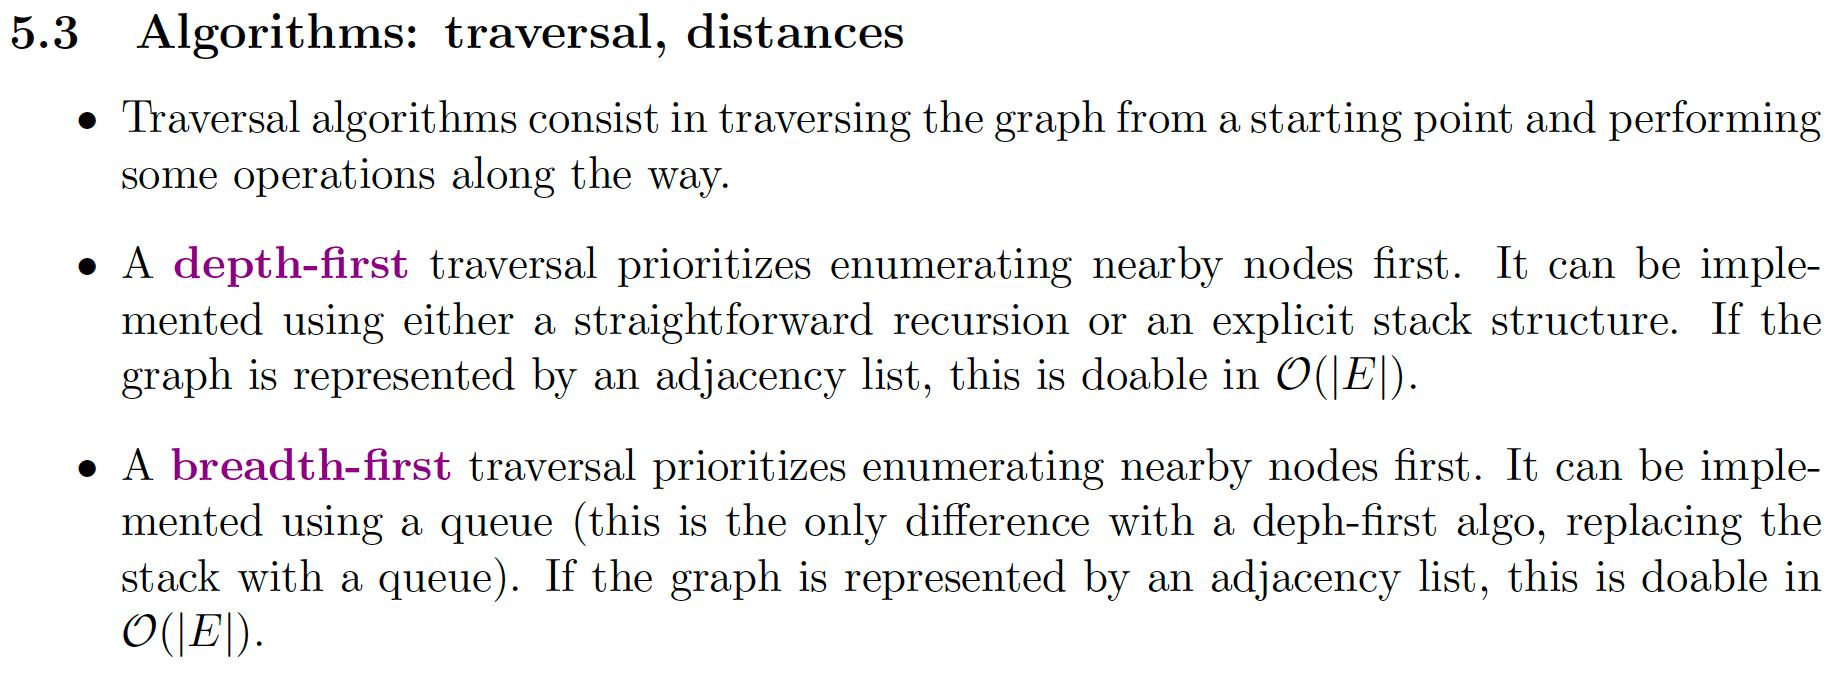 5.3 Algorithms: traversal, distances
• Traversal algorithms consist in traversing the graph from a starting point and performing
some operations along the way.
• A depth-first traversal prioritizes enumerating nearby nodes first. It can be imple-
mented using either a straightforward recursion or an explicit stack structure. If the
graph is represented by an adjacency list, this is doable in 𝒪(|E|).
• A breadth-first traversal prioritizes enumerating nearby nodes first. It can be imple-
mented using a queue (this is the only difference with a deph-first algo, replacing the
stack with a queue). If the graph is represented by an adjacency list, this is doable in
𝒪(|E|).